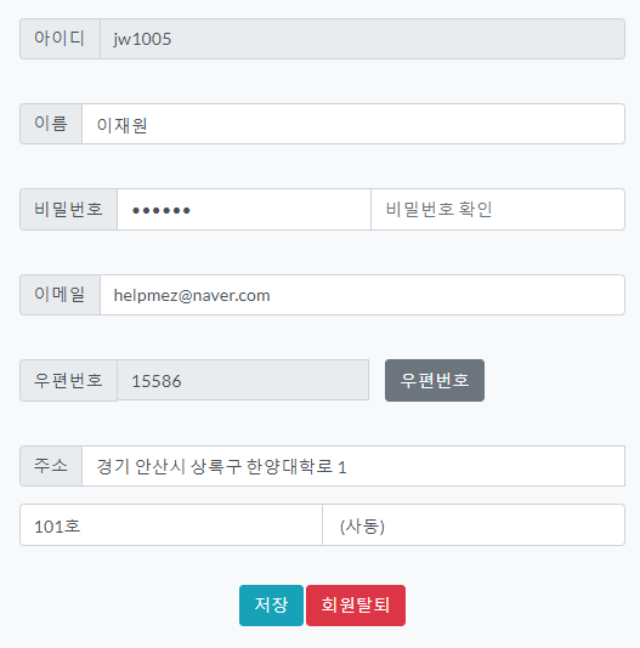 아이디 jw1005
이름 이재원
비밀번호 •••••• 비밀번호 확인
이메일 helpmez@naver.com
우편번호 15586 우편번호
주소 경기 안산시 상록구 한양대학로 1
101호 (사동)
저장 회원탈퇴